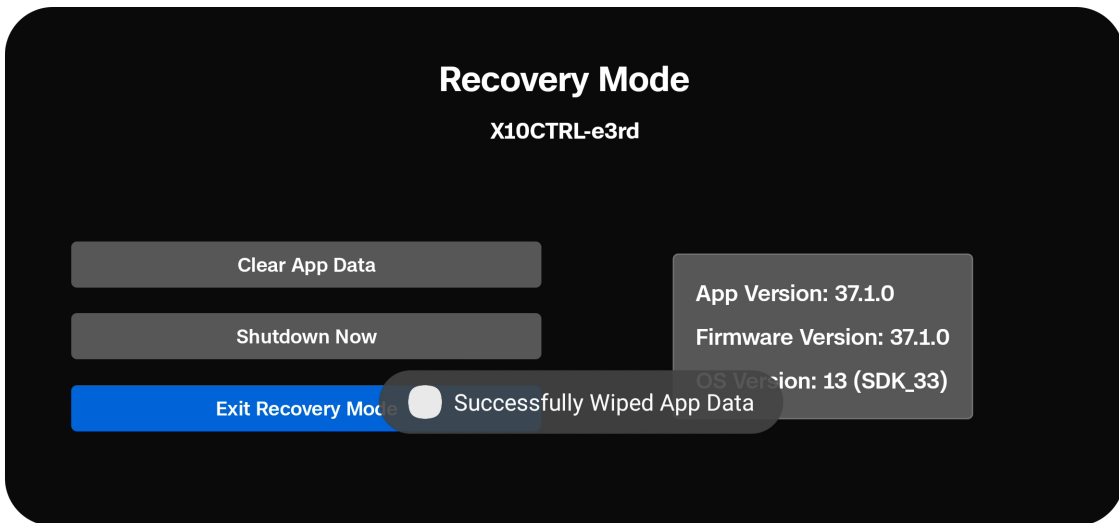 Recovery Mode
X10CTRL-e3rd
Clear App Data
Shutdown Now
Exit Recovery Mode
App Version: 37.1.0
Firmware Version: 37.1.0
OS Version: 13 (SDK_33)
Successfully Wiped App Data